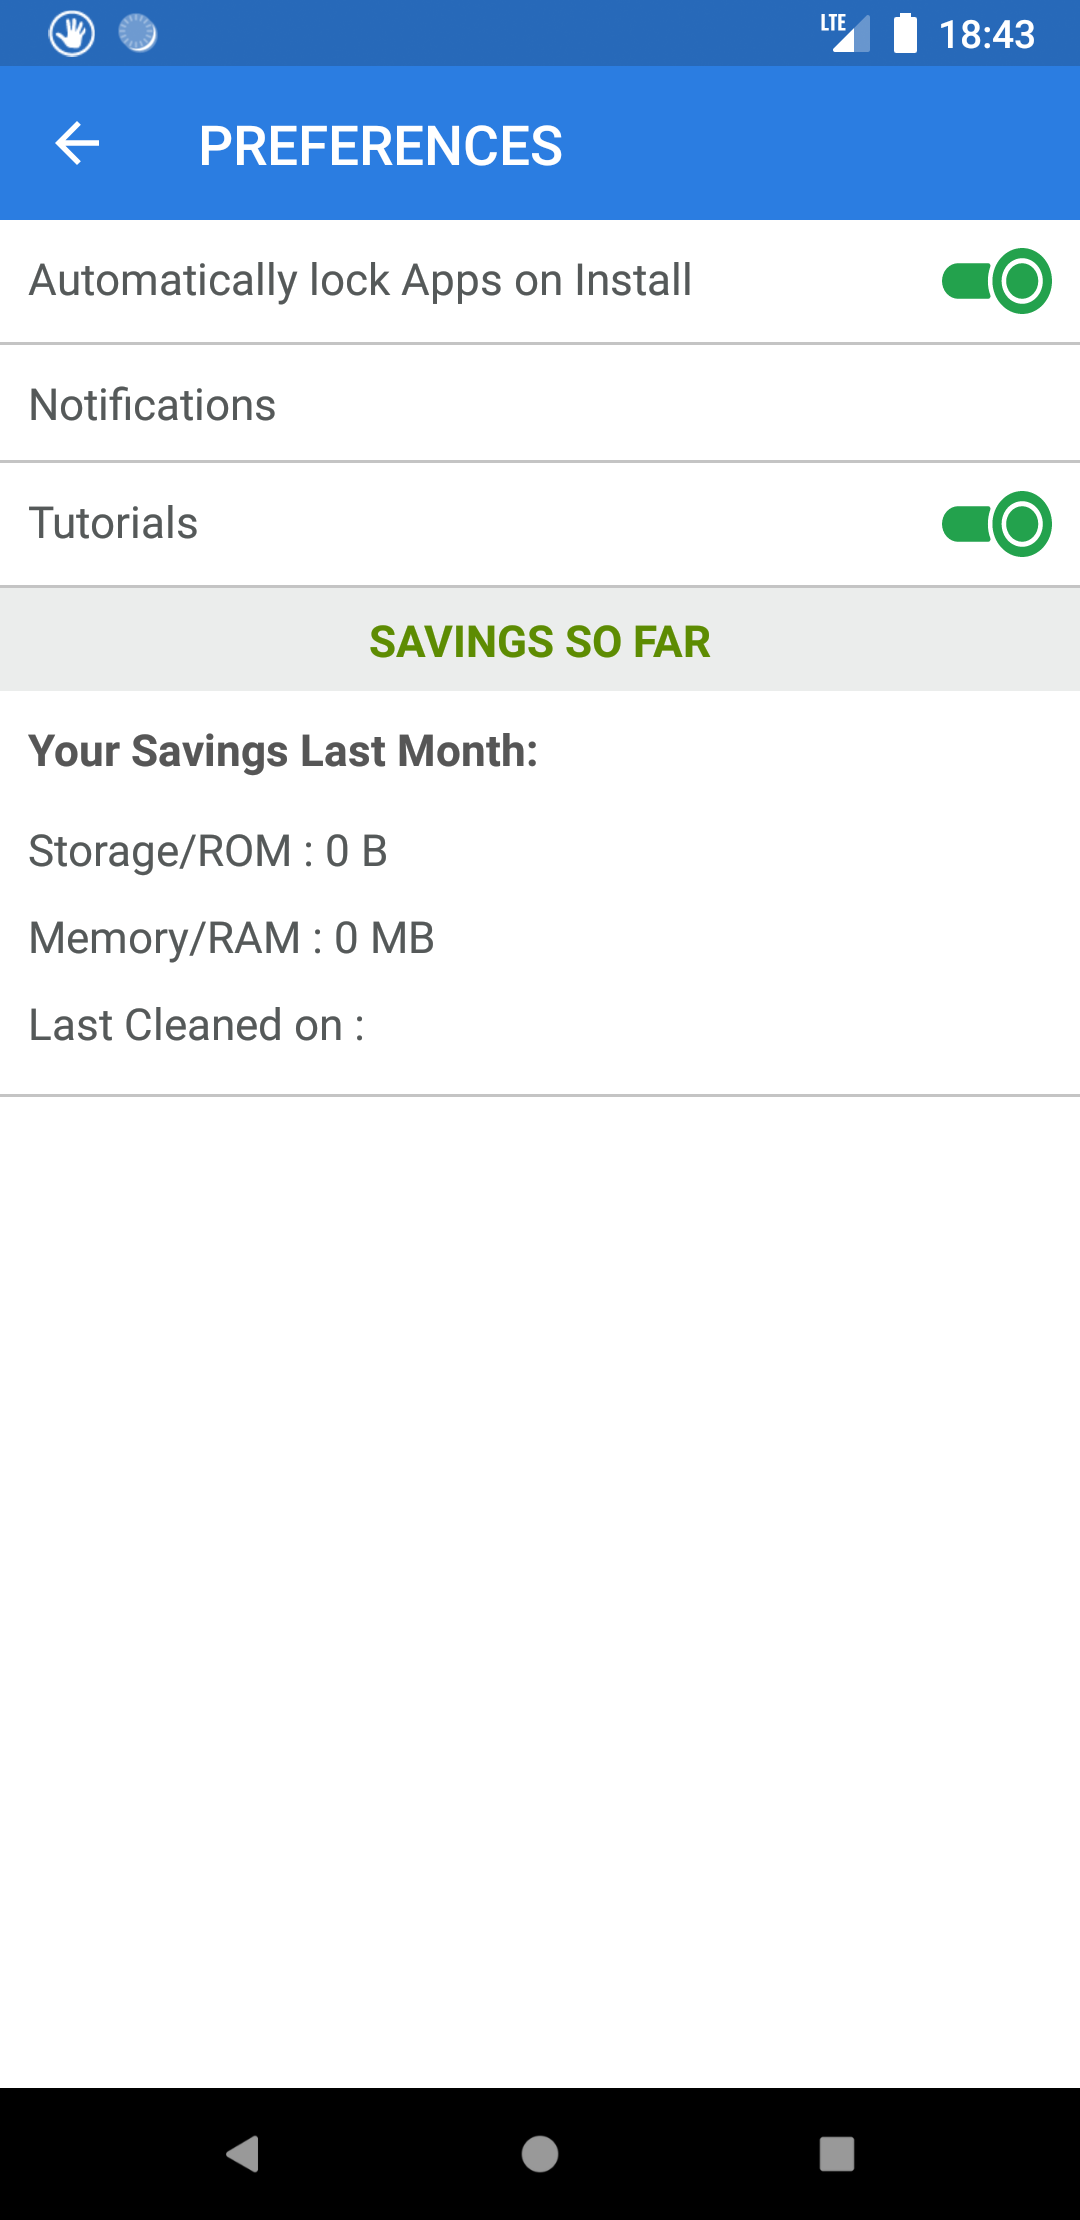 LTE 18:43
PREFERENCES
Automatically lock Apps on Install
Notifications
Tutorials
SAVINGS SO FAR
Your Savings Last Month:
Storage/ROM : 0 B
Memory/RAM : 0 MB
Last Cleaned on :